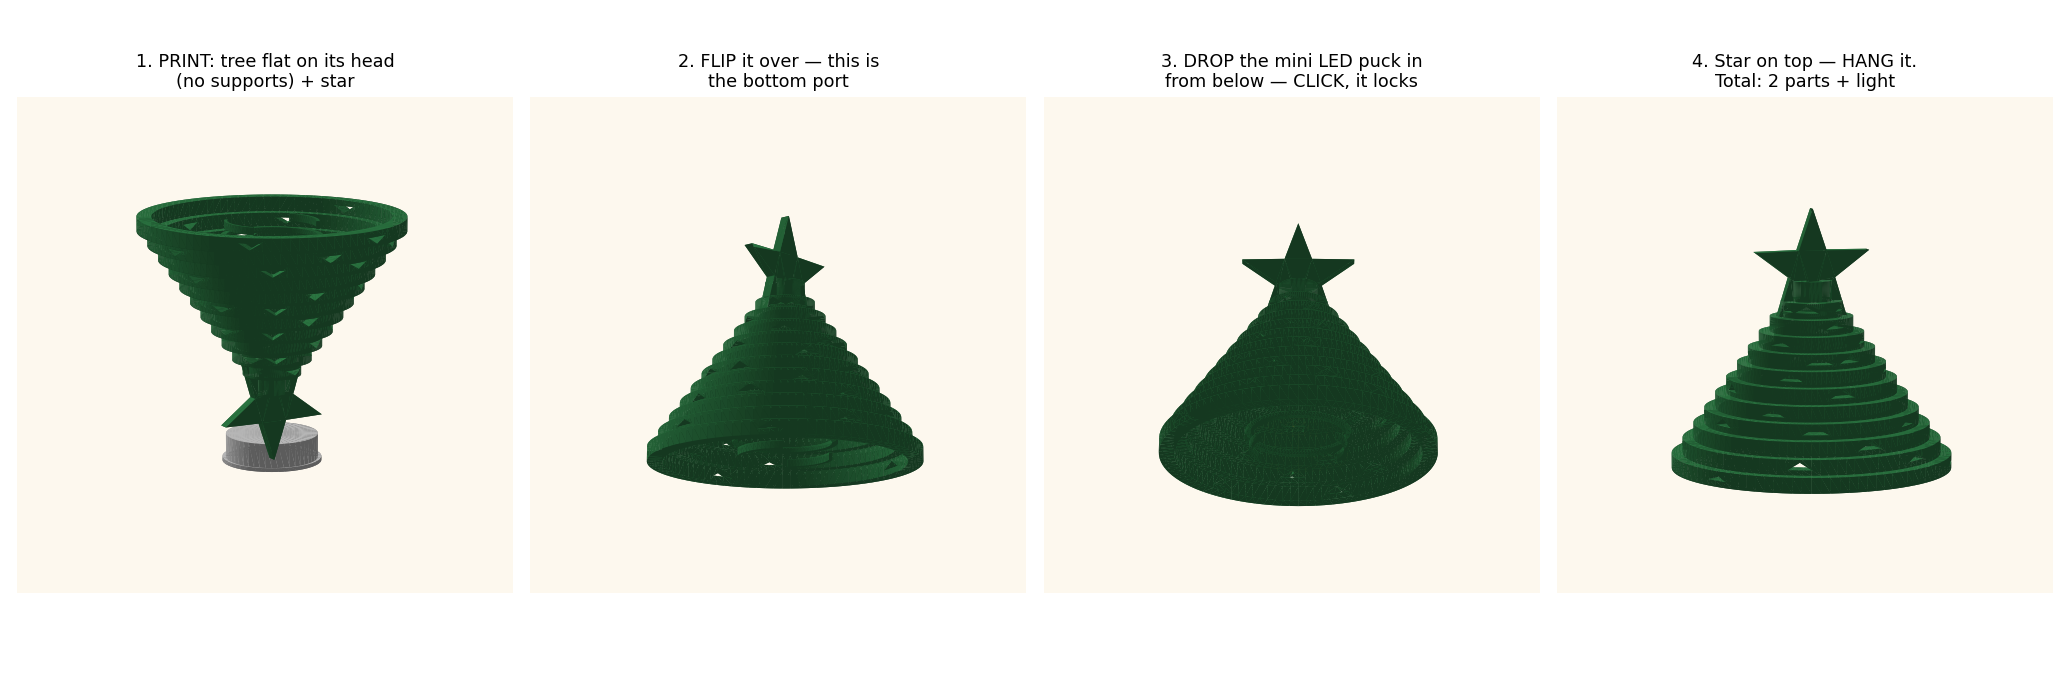 1. PRINT: tree flat on its head
(no supports) + star
2. FLIP it over — this is
the bottom port
3. DROP the mini LED puck in
from below — CLICK, it locks
4. Star on top — HANG it.
Total: 2 parts + light